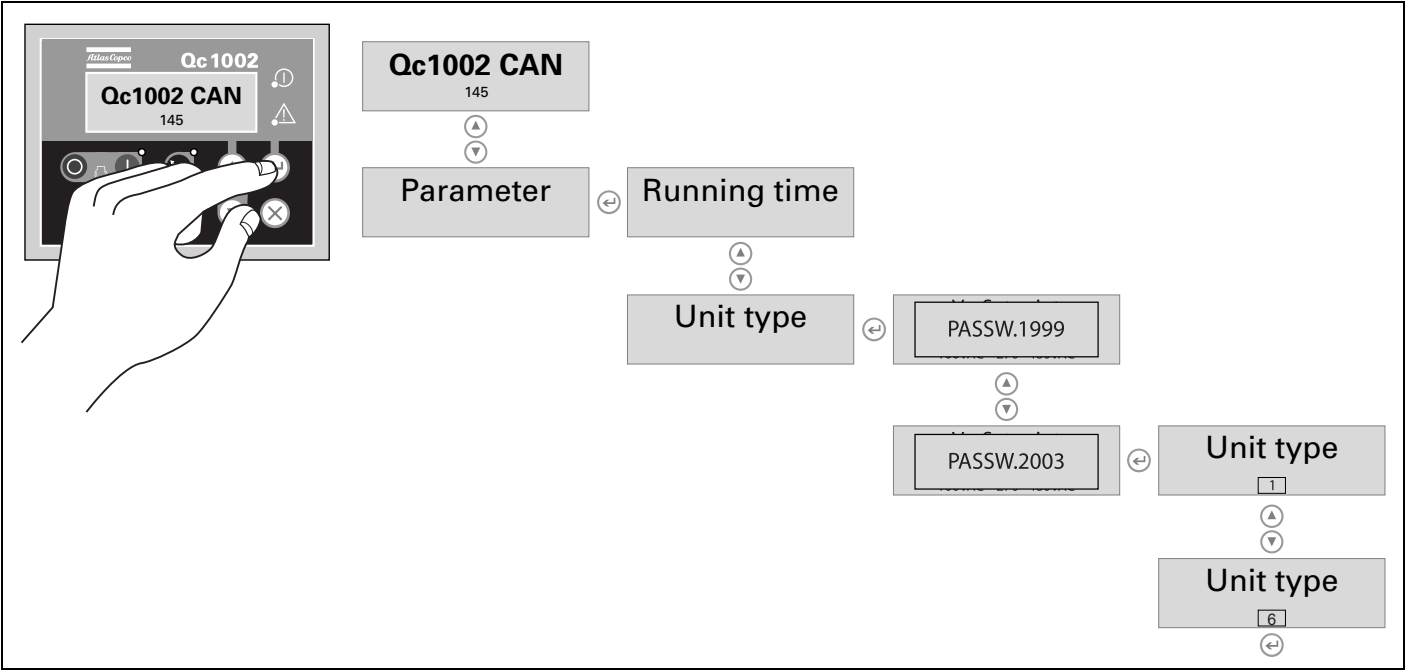 Atlas Copco
Qc1002
Qc1002 CAN
145
Qc1002 CAN
145
Parameter
Running time
Unit type
PASSW.1999
PASSW.2003
Unit type
1
Unit type
6